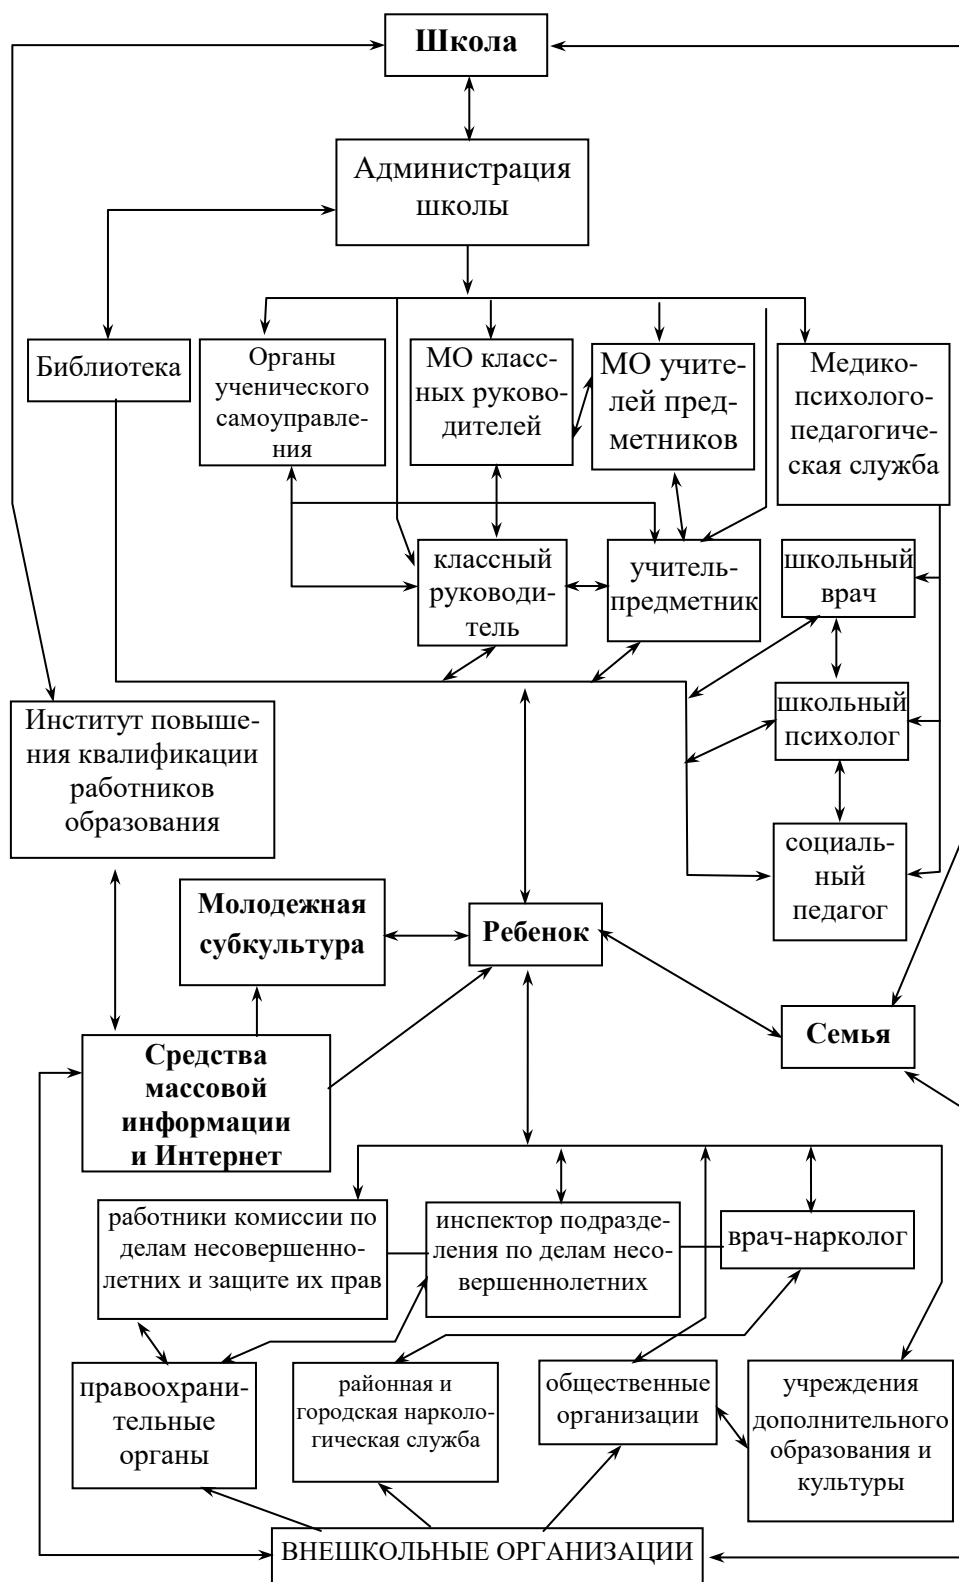 Школа
Администрация
школы
Библиотека
Органы
ученического
самоуправле-
ния
МО класс-
ных руково-
дителей
МО учите-
лей пред-
метников
Медико-
психолого-
педагогиче-
ская служба
классный
руководи-
тель
учитель-
предметник
школьный
врач
школьный
психолог
социаль-
ный
педагог
Институт повыше-
ния квалификации
работников
образования
Молодежная
субкультура
Ребенок
Семья
Средства
массовой
информации
и Интернет
работники комиссии по
делам несовершенно-
летних и защите их прав
инспектор подразде-
ления по делам несо-
вершеннолетних
врач-нарколог
правоохрани-
тельные
органы
районная и
городская нарколо-
гическая служба
общественные
организации
учреждения
дополнительного
образования и
культуры
ВНЕШКОЛЬНЫЕ ОРГАНИЗАЦИИ